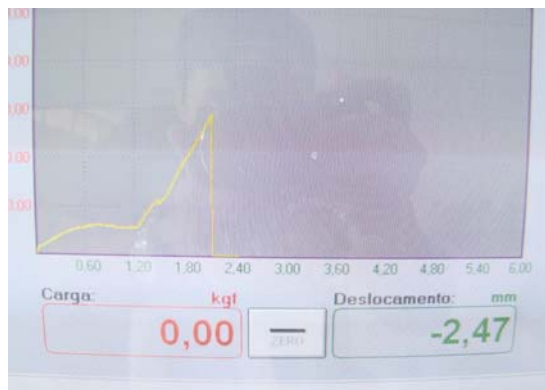 0,60 1,20 1,80 2,40 3,00 3,60 4,20 4,80 5,40 6,00
Carga: kgf
0,00
ZERO
Deslocamento: mm
-2,47